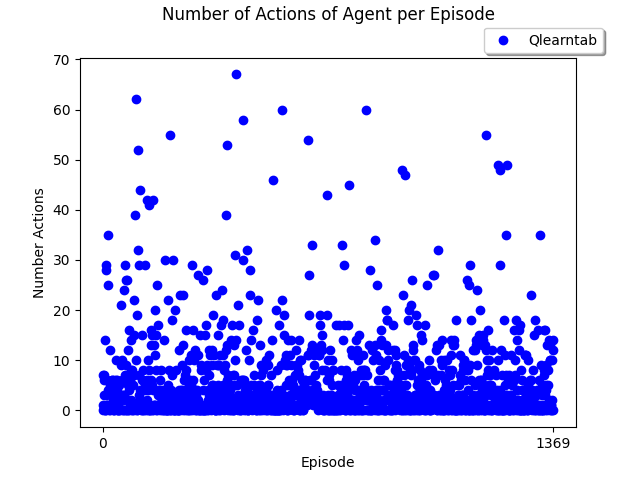 Number of Actions of Agent per Episode
Qlearntab
70
60
50
40
30
20
10
0
Number Actions
0 1369
Episode